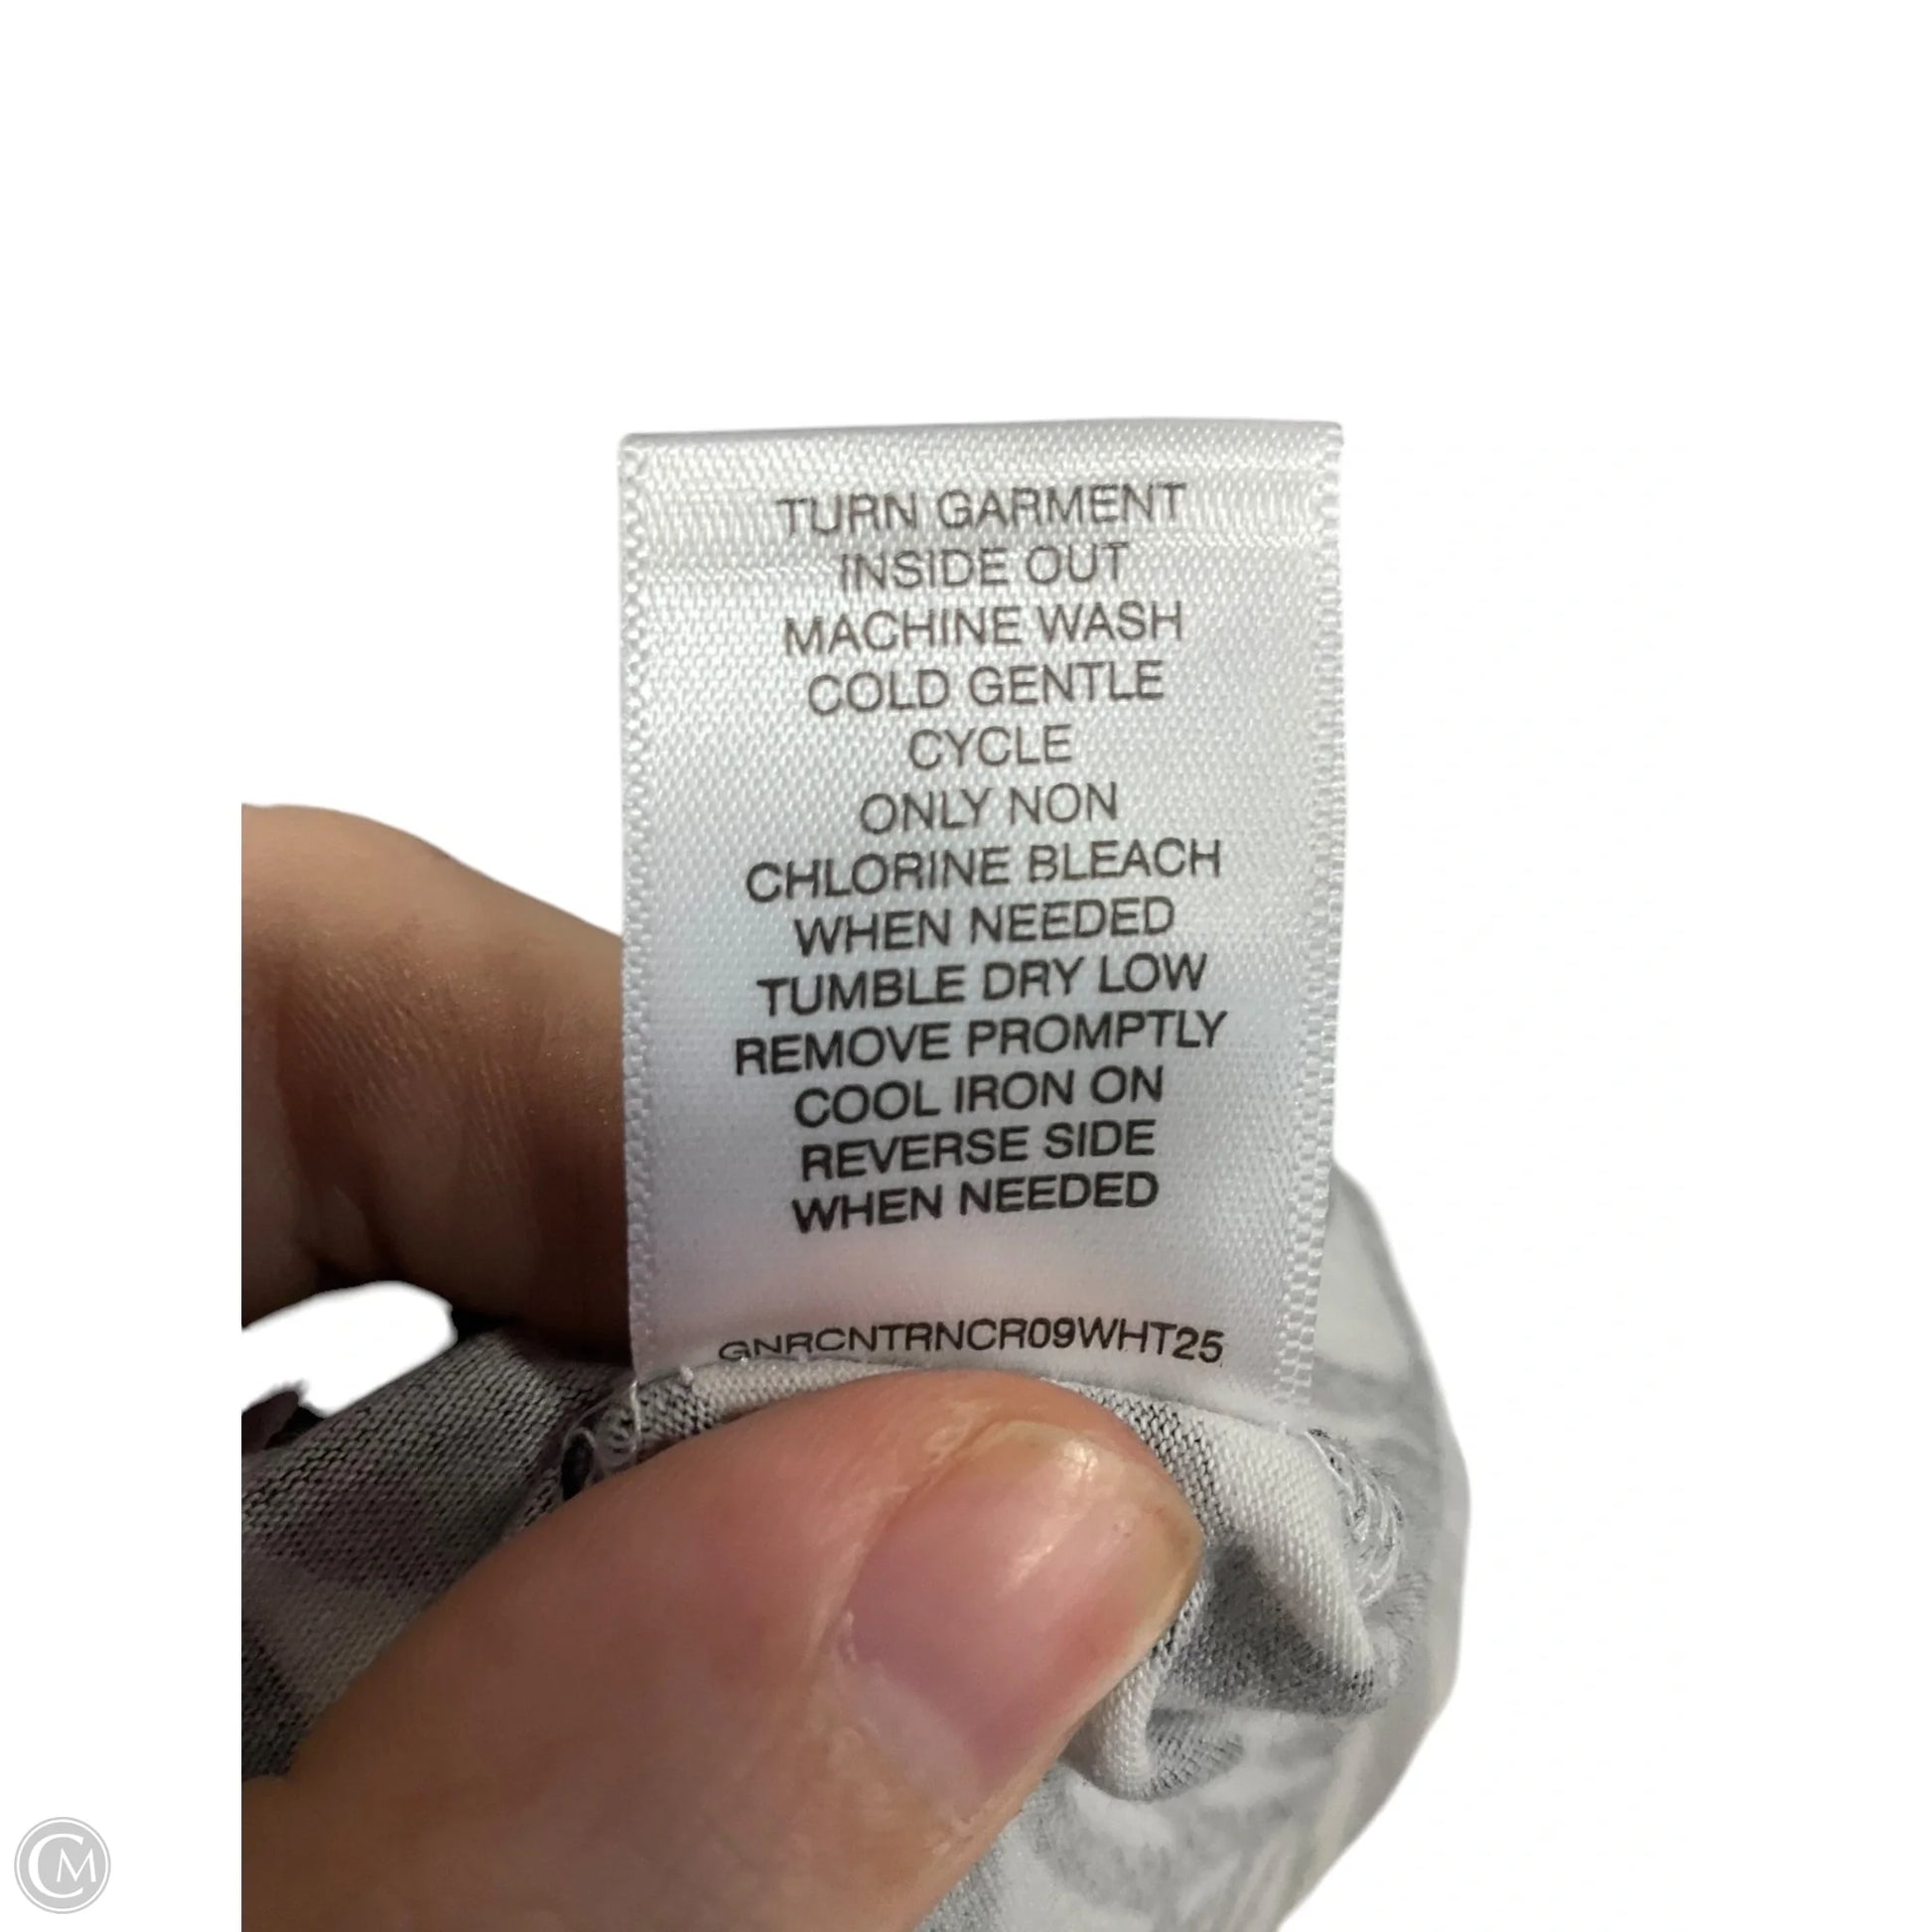 TURN GARMENT
INSIDE OUT
MACHINE WASH
COLD GENTLE
CYCLE
ONLY NON
CHLORINE BLEACH
WHEN NEEDED
TUMBLE DRY LOW
REMOVE PROMPTLY
COOL IRON ON
REVERSE SIDE
WHEN NEEDED
GNRCNTRNCR09WHT25
CM